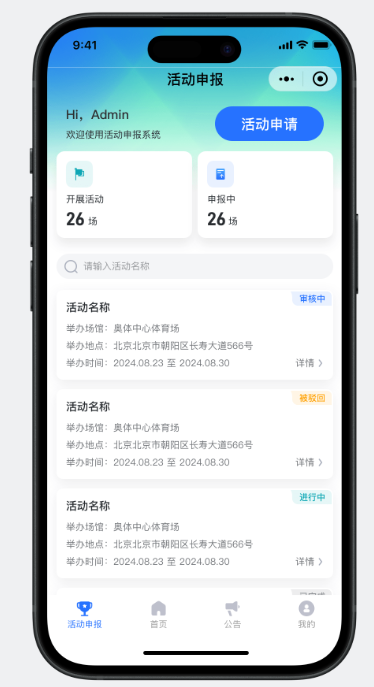 9:41
活动申报
Hi，Admin
欢迎使用活动申报系统
活动申请
开展活动
26 场
申报中
26 场
请输入活动名称
审核中
活动名称
举办场馆：奥体中心体育场
举办地点：北京北京市朝阳区长寿大道566号
举办时间：2024.08.23 至 2024.08.30
详情
被驳回
活动名称
举办场馆：奥体中心体育场
举办地点：北京北京市朝阳区长寿大道566号
举办时间：2024.08.23 至 2024.08.30
详情
进行中
活动名称
举办场馆：奥体中心体育场
举办地点：北京北京市朝阳区长寿大道566号
举办时间：2024.08.23 至 2024.08.30
详情
活动申报
首页
公告
我的